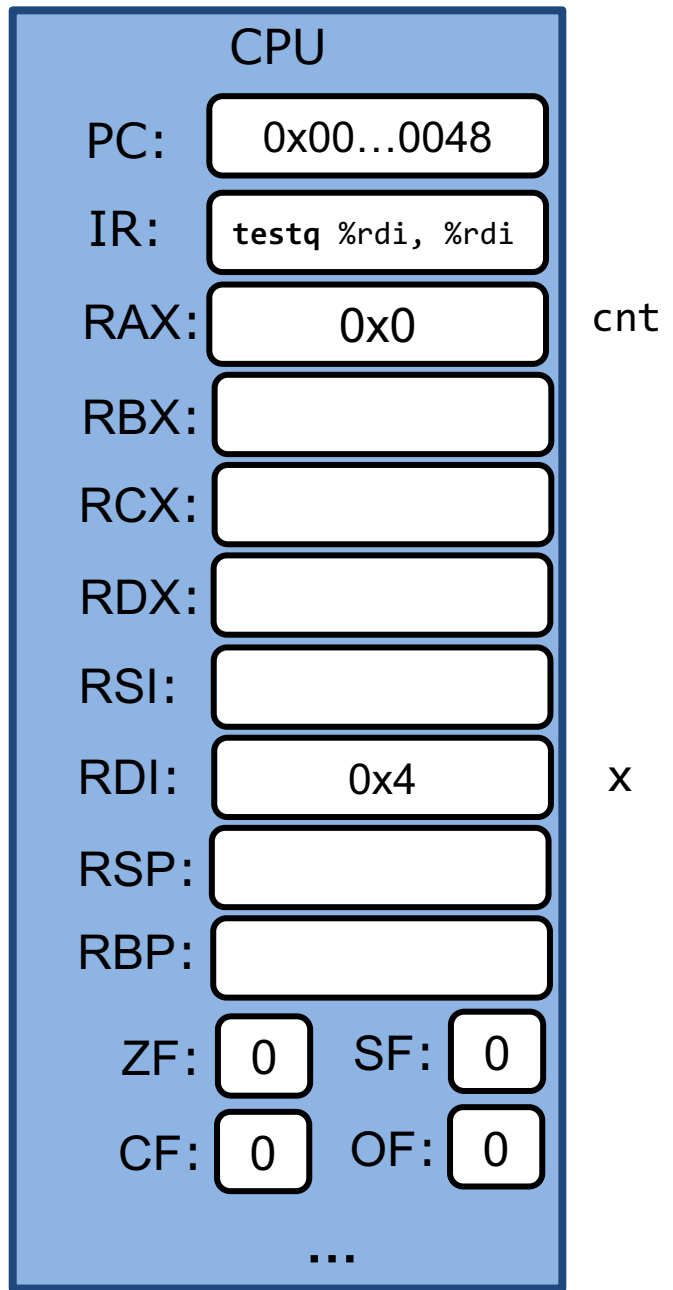 CPU
PC: 0x00...0048
IR: testq %rdi, %rdi
RAX: 0x0 cnt
RBX:
RCX:
RDX:
RSI:
RDI: 0x4 x
RSP:
RBP:
ZF: 0 SF: 0
CF: 0 OF: 0
...